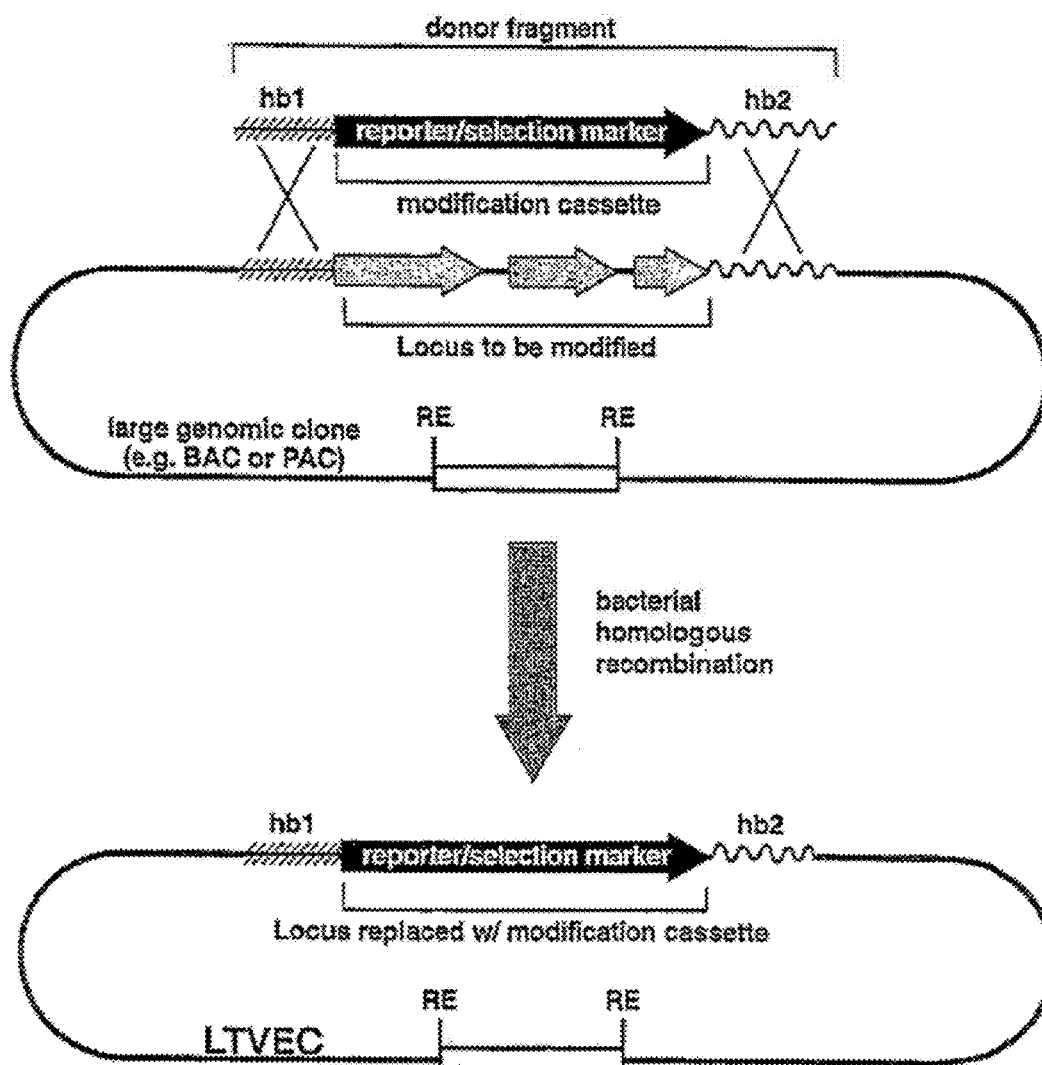 donor fragment
hb1
hb2
reporter/selection marker
modification cassette
Locus to be modified
large genomic clone
(e.g. BAC or PAC)
RE
RE
bacterial
homologous
recombination
hb1
hb2
reporter/selection marker
Locus replaced w/ modification cassette
RE
RE
LTVEC